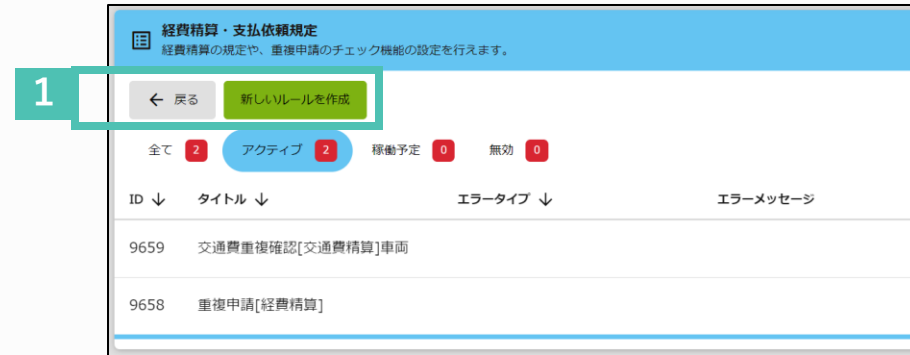 経費精算・支払依頼規定
経費精算の規定や、重複申請のチェック機能の設定を行えます。
1
← 戻る 新しいルールを作成
全て 2 アクティブ 2 稼働予定 0 無効 0
ID ↓ タイトル ↓ エラータイプ ↓ エラーメッセージ
9659 交通費重複確認[交通費精算]車両
9658 重複申請[経費精算]